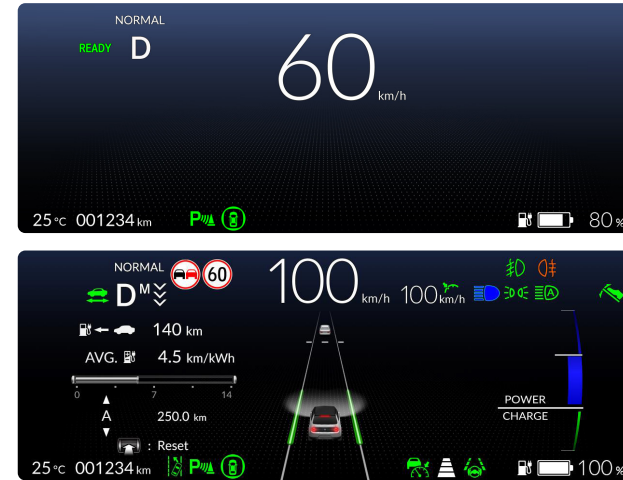 NORMAL
READY D
60 km/h
25 °C 001234 km P 80 %
NORMAL 60
D M
100 km/h 100 km/h
A
140 km
AVG. 4.5 km/kWh
0 7 14
A 250.0 km
: Reset
POWER
CHARGE
25 °C 001234 km P 100 %